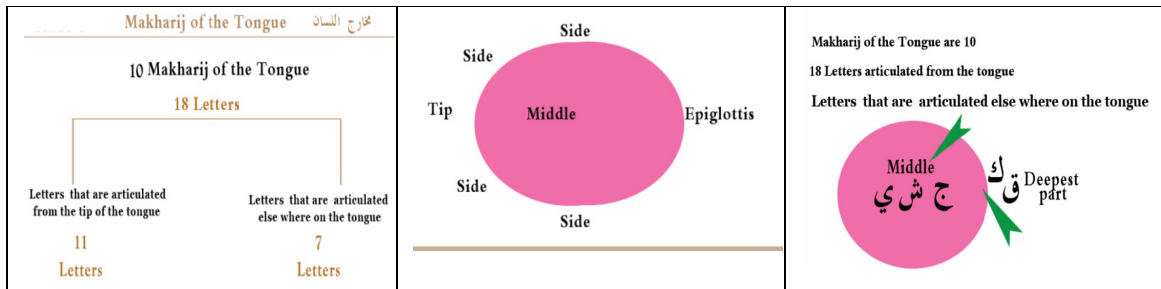 Makharij of the Tongue مخارج اللسان
10 Makharij of the Tongue
18 Letters
Letters that are articulated
from the tip of the tongue
11
Letters
Letters that are articulated
else where on the tongue
7
Letters
Side
Side
Tip
Middle
Epiglottis
Side
Side
Makharij of the Tongue are 10
18 Letters articulated from the tongue
Letters that are articulated else where on the tongue
Middle
ج ش ي
ك
ق
Deepest
part